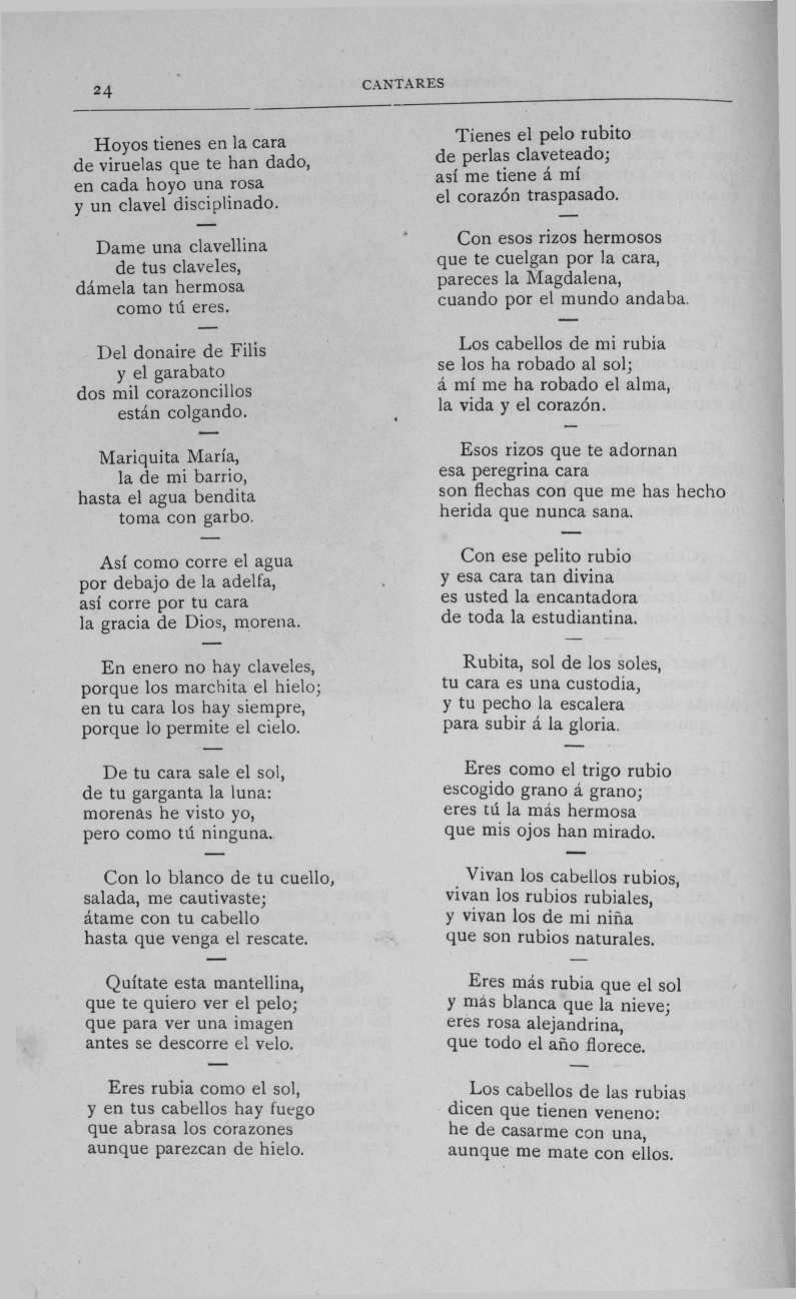 24
CANTARES
Hoyos tienes en la cara
de viruelas que te han dado,
en cada hoyo una rosa
y un clavel disciplinado.
Dame una clavellina
de tus claveles,
dámela tan hermosa
como tú eres.
Del donaire de Filis
y el garabato
dos mil corazoncillos
están colgando.
Mariquita María,
la de mi barrio,
hasta el agua bendita
toma con garbo.
Así como corre el agua
por debajo de la adelfa,
así corre por tu cara
la gracia de Dios, morena.
En enero no hay claveles,
porque los marchita el hielo;
en tu cara los hay siempre,
porque lo permite el cielo.
De tu cara sale el sol,
de tu garganta la luna:
morenas he visto yo,
pero como tú ninguna.
Con lo blanco de tu cuello,
salada, me cautivaste;
átame con tu cabello
hasta que venga el rescate.
Quítate esta mantellina,
que te quiero ver el pelo;
que para ver una imagen
antes se descorre el velo.
Eres rubia como el sol,
y en tus cabellos hay fuego
que abrasa los corazones
aunque parezcan de hielo.
Tienes el pelo rubito
de perlas claveteado;
así me tiene á mí
el corazón traspasado.
Con esos rizos hermosos
que te cuelgan por la cara,
pareces la Magdalena,
cuando por el mundo andaba.
Los cabellos de mi rubia
se los ha robado al sol;
á mí me ha robado el alma,
la vida y el corazón.
Esos rizos que te adornan
esa peregrina cara
son flechas con que me has hecho
herida que nunca sana.
Con ese pelito rubio
y esa cara tan divina
es usted la encantadora
de toda la estudiantina.
Rubita, sol de los soles,
tu cara es una custodia,
y tu pecho la escalera
para subir á la gloria.
Eres como el trigo rubio
escogido grano á grano;
eres tú la más hermosa
que mis ojos han mirado.
Vivan los cabellos rubios,
vivan los rubios rubiales,
y vivan los de mi niña
que son rubios naturales.
Eres más rubia que el sol
y más blanca que la nieve;
eres rosa alejandrina,
que todo el año florece.
Los cabellos de las rubias
dicen que tienen veneno:
he de casarme con una,
aunque me mate con ellos.